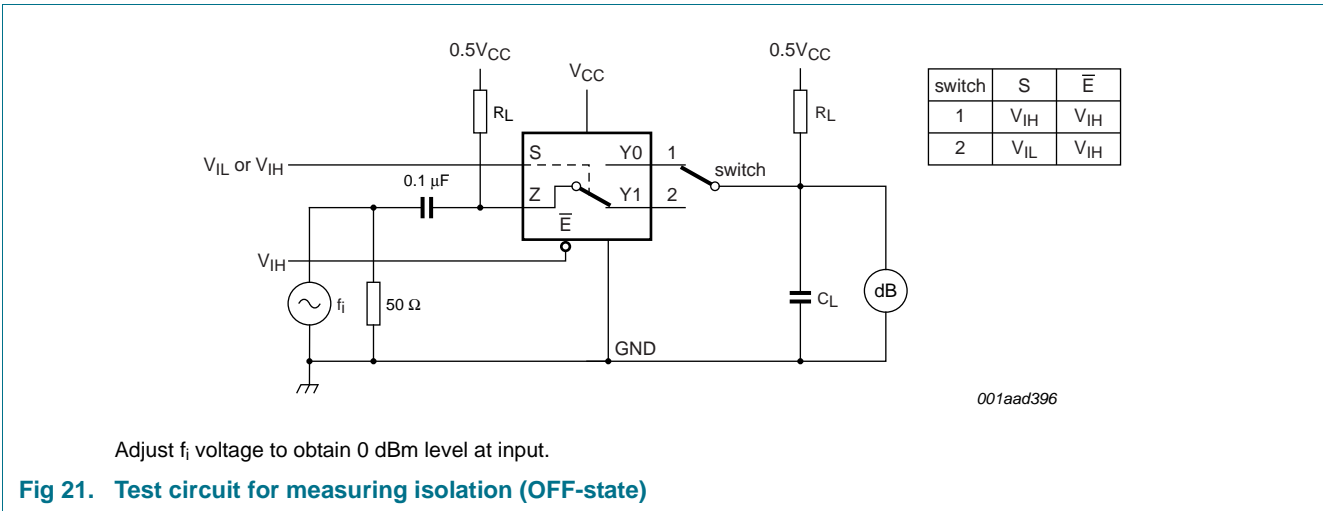 0.5VCC
0.5VCC
VCC
RL
RL
switch S E̅
1 VIH VIH
2 VIL VIH
VIL or VIH
S
Y0
1
switch
0.1 μF
Z
Y1
2
E̅
VIH
fi
50 Ω
CL
dB
GND
001aad396
Adjust fi voltage to obtain 0 dBm level at input.
Fig 21. Test circuit for measuring isolation (OFF-state)